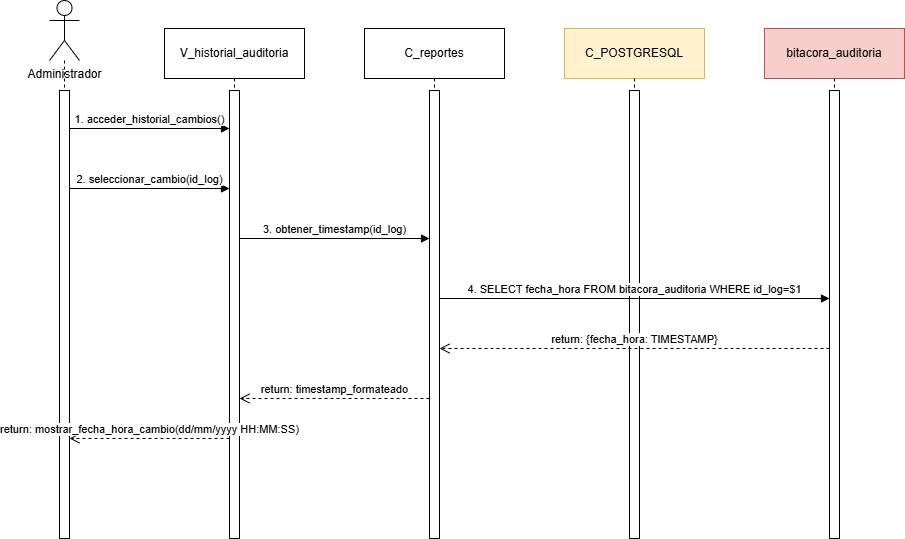 Administrador
V_historial_auditoria
C_reportes
C_POSTGRESQL
bitacora_auditoria
1. acceder_historial_cambios()
2. seleccionar_cambio(id_log)
3. obtener_timestamp(id_log)
4. SELECT fecha_hora FROM bitacora_auditoria WHERE id_log=$1
return: {fecha_hora: TIMESTAMP}
return: timestamp_formateado
return: mostrar_fecha_hora_cambio(dd/mm/yyyy HH:MM:SS)